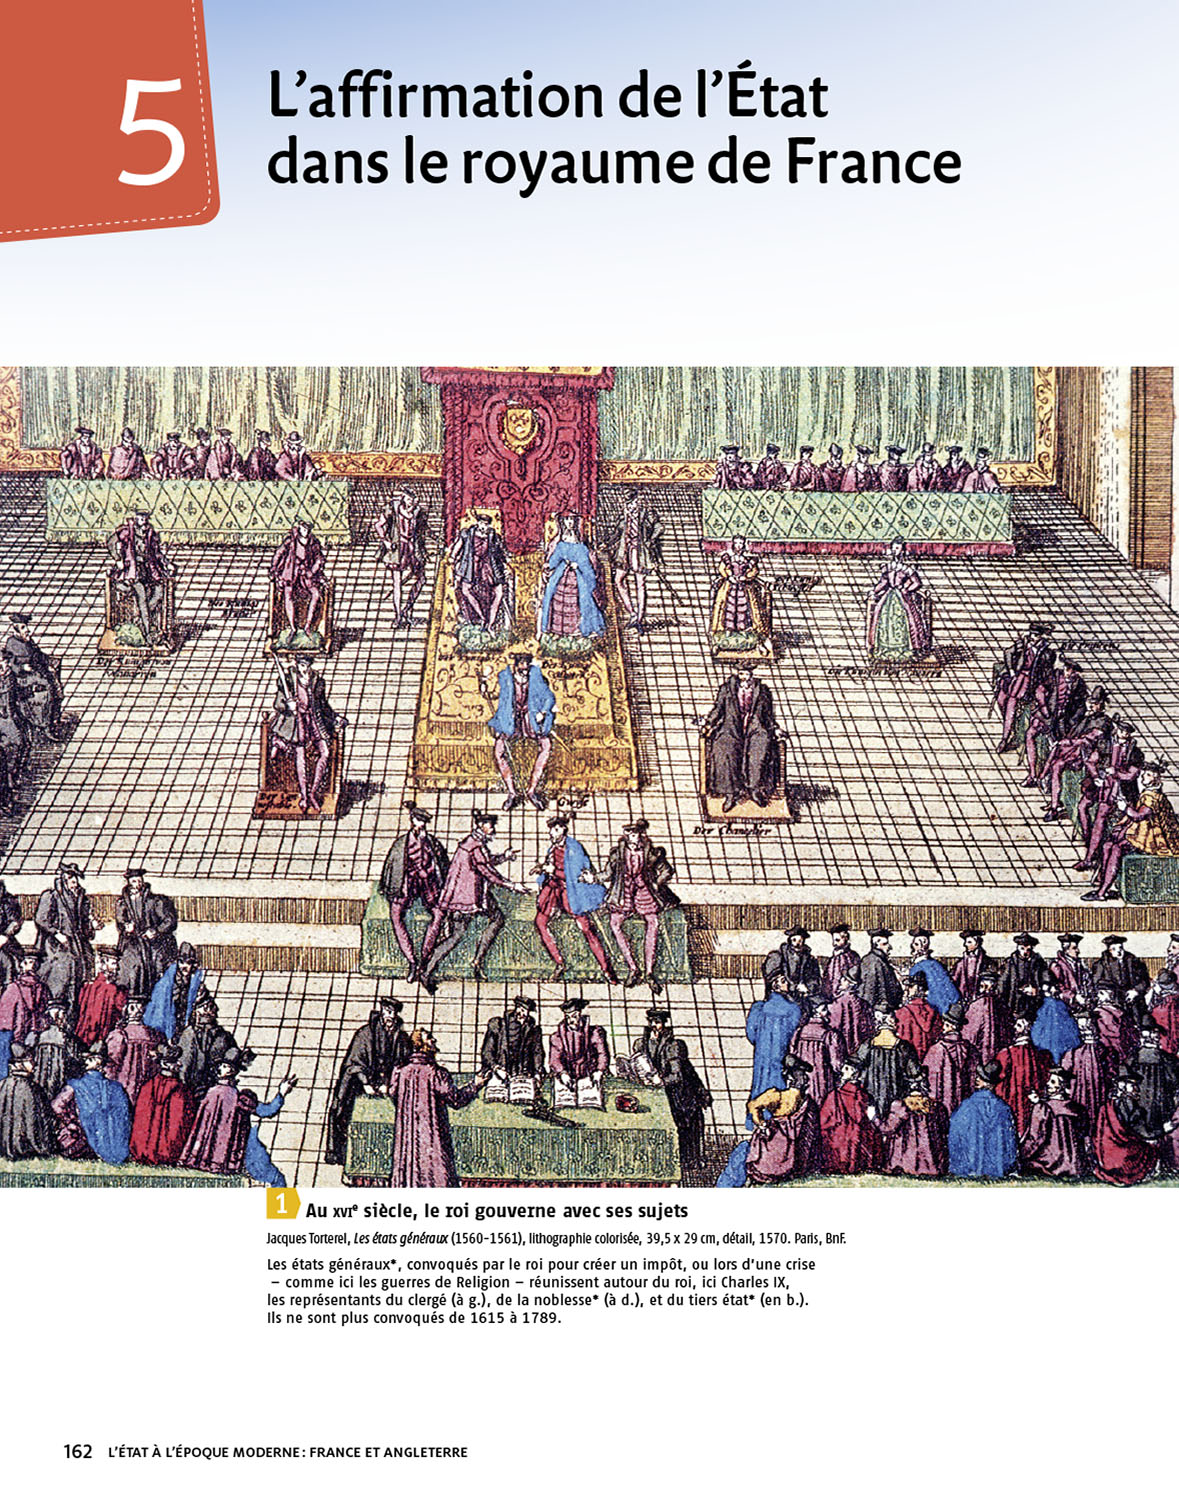 5
L’affirmation de l’État
dans le royaume de France
Der Chancelier
1 Au XVIe siècle, le roi gouverne avec ses sujets
Jacques Torterel, Les états généraux (1560-1561), lithographie colorisée, 39,5 x 29 cm, détail, 1570. Paris, BnF.
Les états généraux*, convoqués par le roi pour créer un impôt, ou lors d’une crise
– comme ici les guerres de Religion – réunissent autour du roi, ici Charles IX,
les représentants du clergé (à g.), de la noblesse* (à d.), et du tiers état* (en b.).
Ils ne sont plus convoqués de 1615 à 1789.
162 L’ÉTAT À L’ÉPOQUE MODERNE : FRANCE ET ANGLETERRE